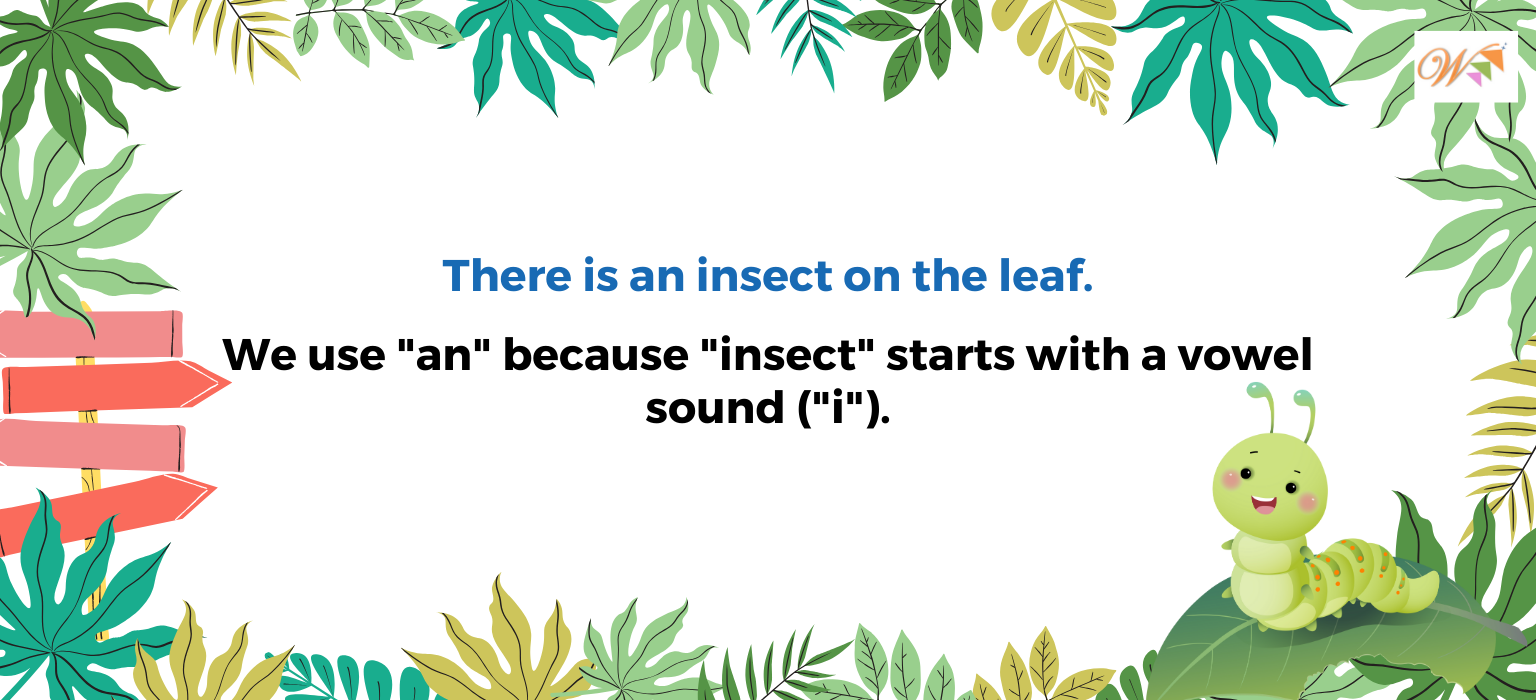 W
There is an insect on the leaf.
We use "an" because "insect" starts with a vowel
sound ("i").